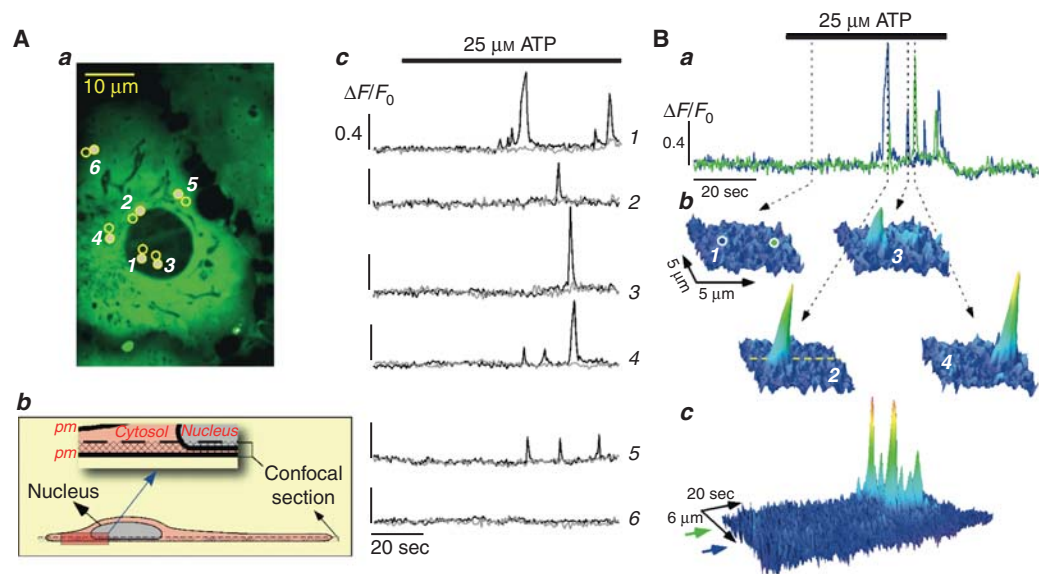 A
a
10 μm
6
5
2
4
1
3
b
pm
Cytosol
Nucleus
pm
Nucleus
Confocal
section
c
25 μM ATP
ΔF/F0
0.4
1
2
3
4
5
6
20 sec
B
25 μM ATP
a
ΔF/F0
0.4
20 sec
b
1
3
5 μm
5 μm
2
4
c
20 sec
6 μm